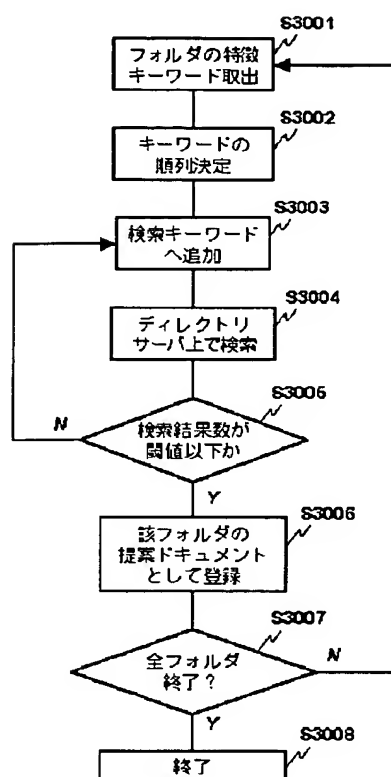 S3001
フォルダの特徴
キーワード取出
S3002
キーワードの
順列決定
S3003
検索キーワード
へ追加
S3004
ディレクトリ
サーバ上で検索
S3005
検索結果数が
閾値以下か
N
Y
S3006
該フォルダの
提案ドキュメント
として登録
S3007
全フォルダ
終了？
N
Y
S3008
終了